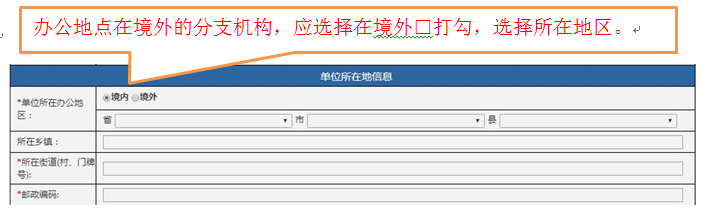 办公地点在境外的分支机构，应选择在境外□打勾，选择所在地区。
单位所在地信息
*单位所在办公地区：
境内 境外
省 市 县
所在乡镇：
*所在街道(村、门牌号):
*邮政编码: